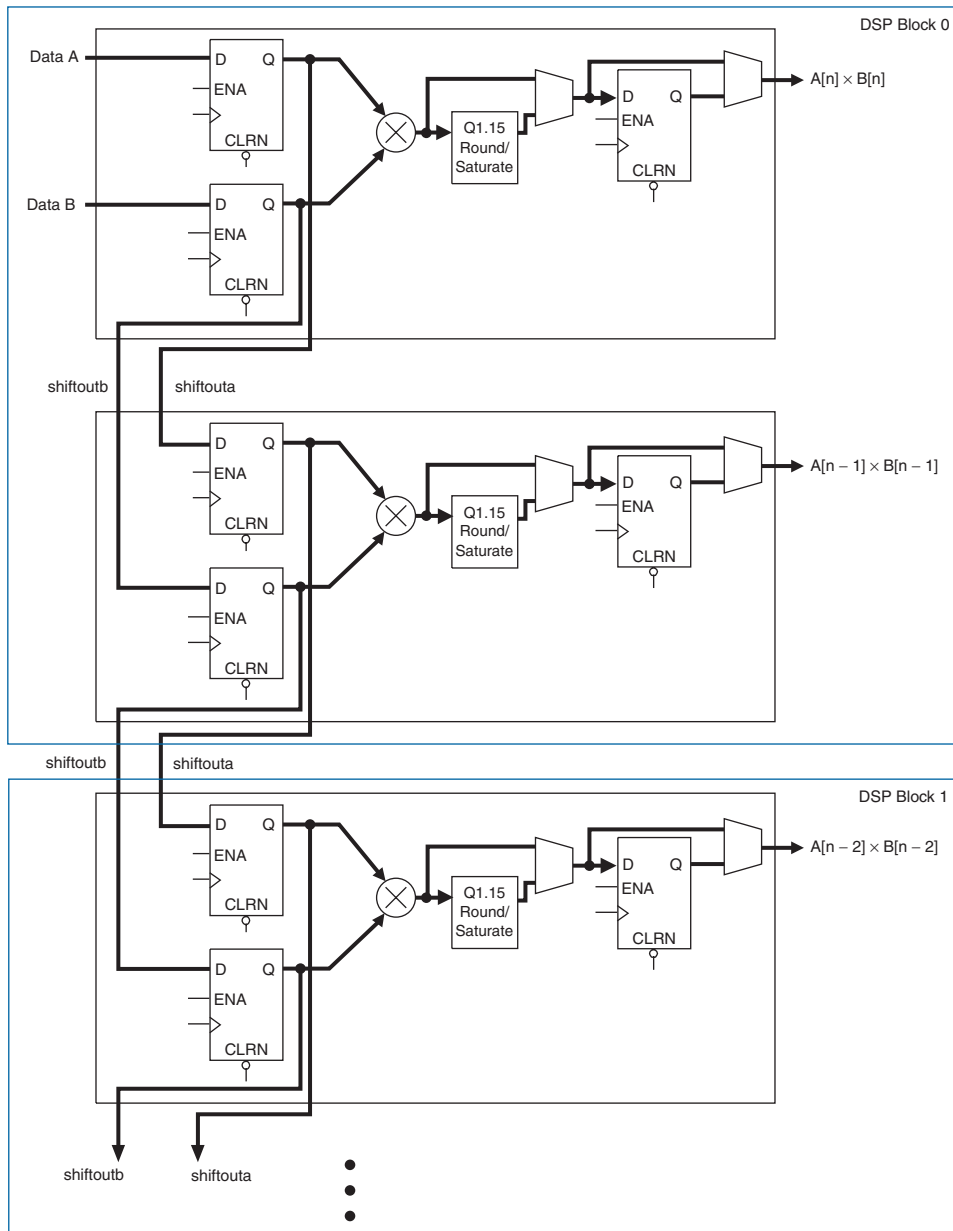 DSP Block 0
Data A
D Q
ENA
CLRN
Q1.15
Round/
Saturate
D Q
ENA
CLRN
A[n] × B[n]
Data B
D Q
ENA
CLRN
shiftoutb
shiftouta
D Q
ENA
CLRN
Q1.15
Round/
Saturate
D Q
ENA
CLRN
A[n − 1] × B[n − 1]
D Q
ENA
CLRN
shiftoutb
shiftouta
DSP Block 1
D Q
ENA
CLRN
Q1.15
Round/
Saturate
D Q
ENA
CLRN
A[n − 2] × B[n − 2]
D Q
ENA
CLRN
shiftoutb
shiftouta